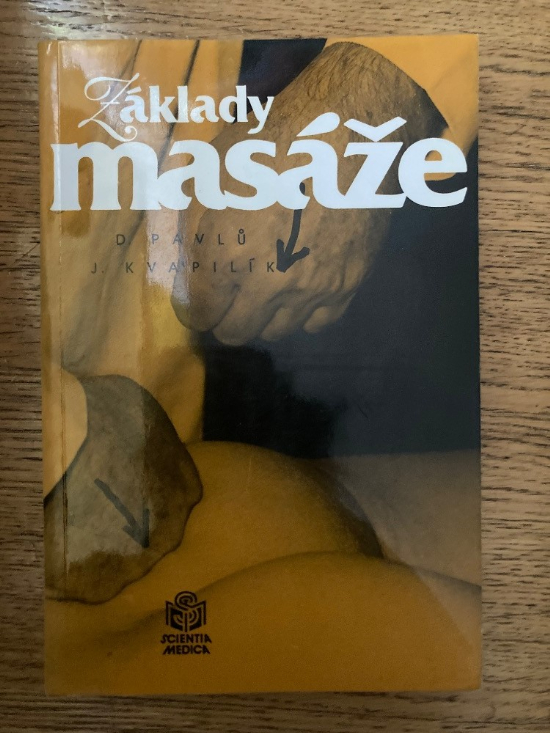 Základy
masáže
D. PAVLŮ
J. KVAPILÍK
SCIENTIA
MEDICA